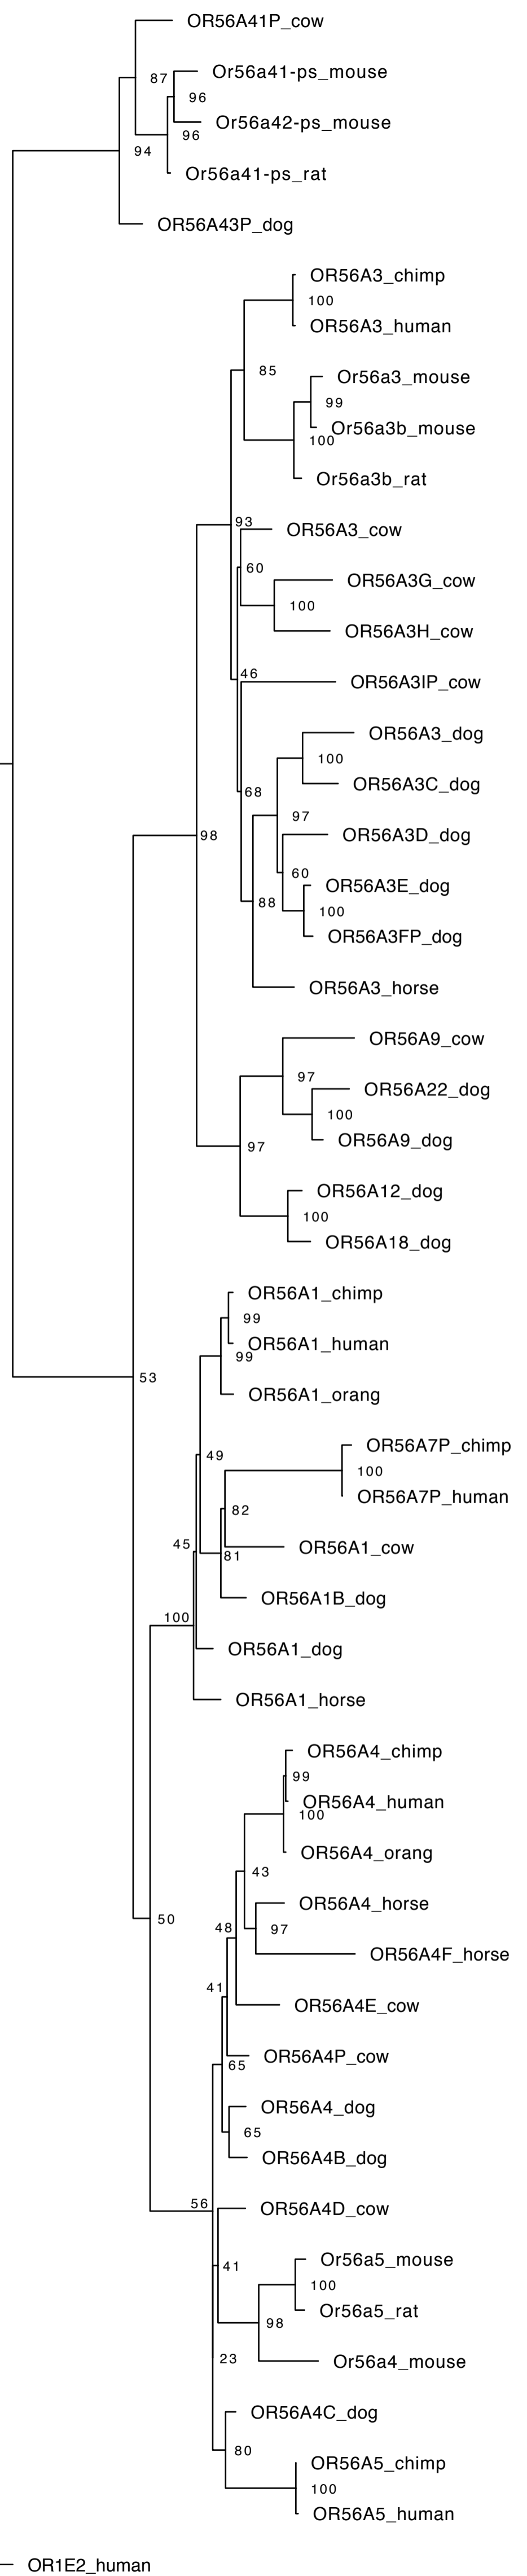 OR56A41P_cow
87
Or56a41-ps_mouse
96
Or56a42-ps_mouse
96
94
Or56a41-ps_rat
OR56A43P_dog
OR56A3_chimp
100
OR56A3_human
85
Or56a3_mouse
99
Or56a3b_mouse
100
Or56a3b_rat
93
OR56A3_cow
60
OR56A3G_cow
100
OR56A3H_cow
46
OR56A3IP_cow
OR56A3_dog
100
OR56A3C_dog
68
97
OR56A3D_dog
98
60
OR56A3E_dog
88
100
OR56A3FP_dog
OR56A3_horse
OR56A9_cow
97
OR56A22_dog
100
OR56A9_dog
97
OR56A12_dog
100
OR56A18_dog
OR56A1_chimp
99
OR56A1_human
99
53
OR56A1_orang
OR56A7P_chimp
49
100
OR56A7P_human
82
45
OR56A1_cow
81
OR56A1B_dog
100
OR56A1_dog
OR56A1_horse
OR56A4_chimp
99
OR56A4_human
100
OR56A4_orang
43
OR56A4_horse
50
48
97
OR56A4F_horse
41
OR56A4E_cow
OR56A4P_cow
65
OR56A4_dog
65
OR56A4B_dog
56
OR56A4D_cow
Or56a5_mouse
41
100
Or56a5_rat
98
23
Or56a4_mouse
OR56A4C_dog
80
OR56A5_chimp
100
OR56A5_human
OR1E2_human